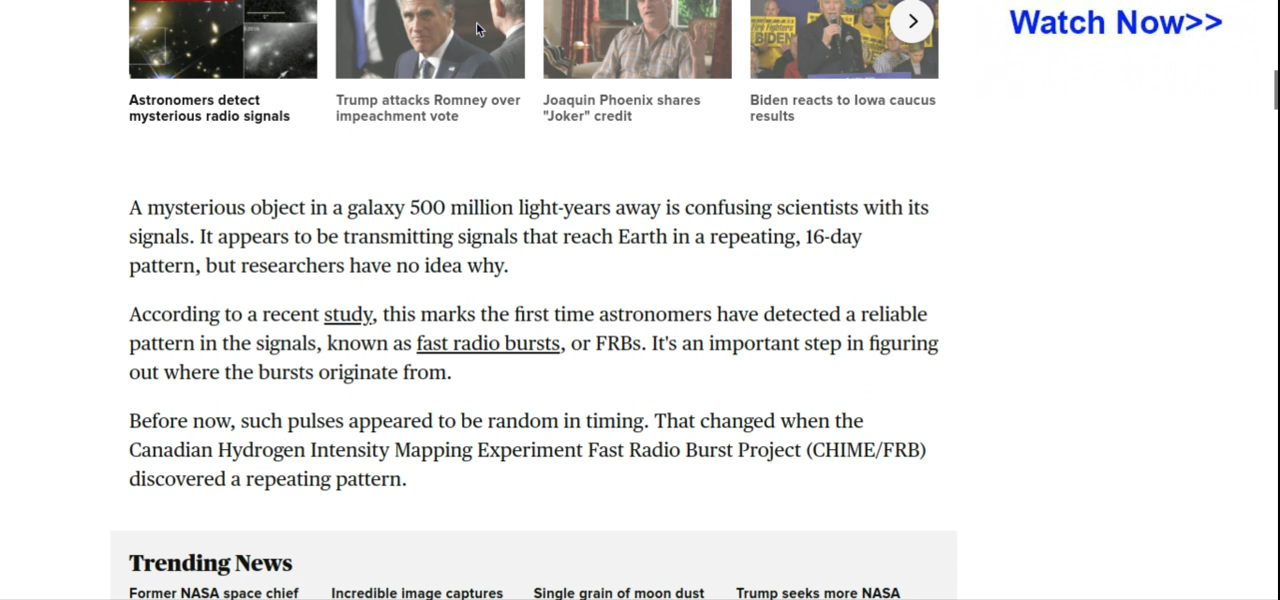 Watch Now>>
Astronomers detect
mysterious radio signals
Trump attacks Romney over
impeachment vote
Joaquin Phoenix shares
"Joker" credit
Biden reacts to Iowa caucus
results
A mysterious object in a galaxy 500 million light-years away is confusing scientists with its
signals. It appears to be transmitting signals that reach Earth in a repeating, 16-day
pattern, but researchers have no idea why.
According to a recent study, this marks the first time astronomers have detected a reliable
pattern in the signals, known as fast radio bursts, or FRBs. It's an important step in figuring
out where the bursts originate from.
Before now, such pulses appeared to be random in timing. That changed when the
Canadian Hydrogen Intensity Mapping Experiment Fast Radio Burst Project (CHIME/FRB)
discovered a repeating pattern.
Trending News
Former NASA space chief
Incredible image captures
Single grain of moon dust
Trump seeks more NASA